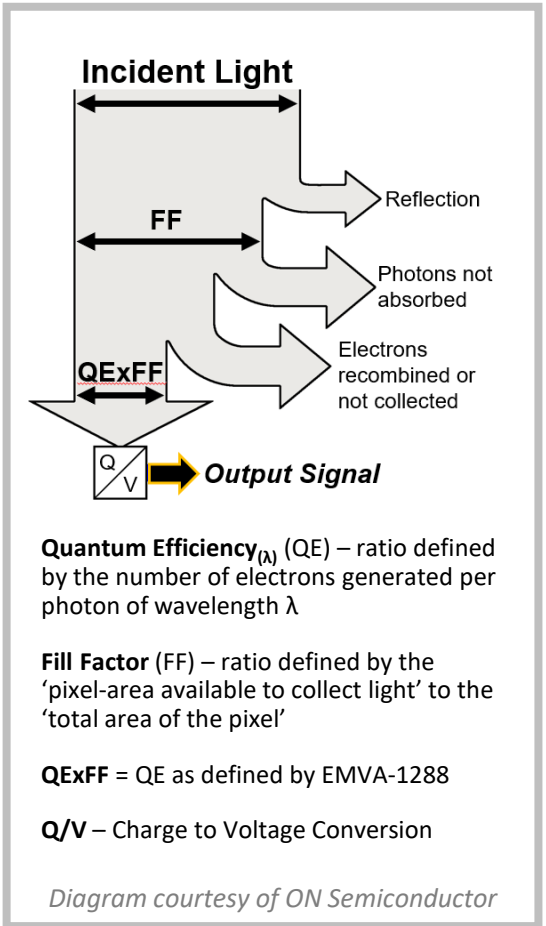 Incident Light
Reflection
FF
Photons not
absorbed
Electrons
recombined or
not collected
QExFF
Q
V
Output Signal
Quantum Efficiency(λ) (QE) – ratio defined
by the number of electrons generated per
photon of wavelength λ
Fill Factor (FF) – ratio defined by the
‘pixel-area available to collect light’ to the
‘total area of the pixel’
QExFF = QE as defined by EMVA-1288
Q/V – Charge to Voltage Conversion
Diagram courtesy of ON Semiconductor